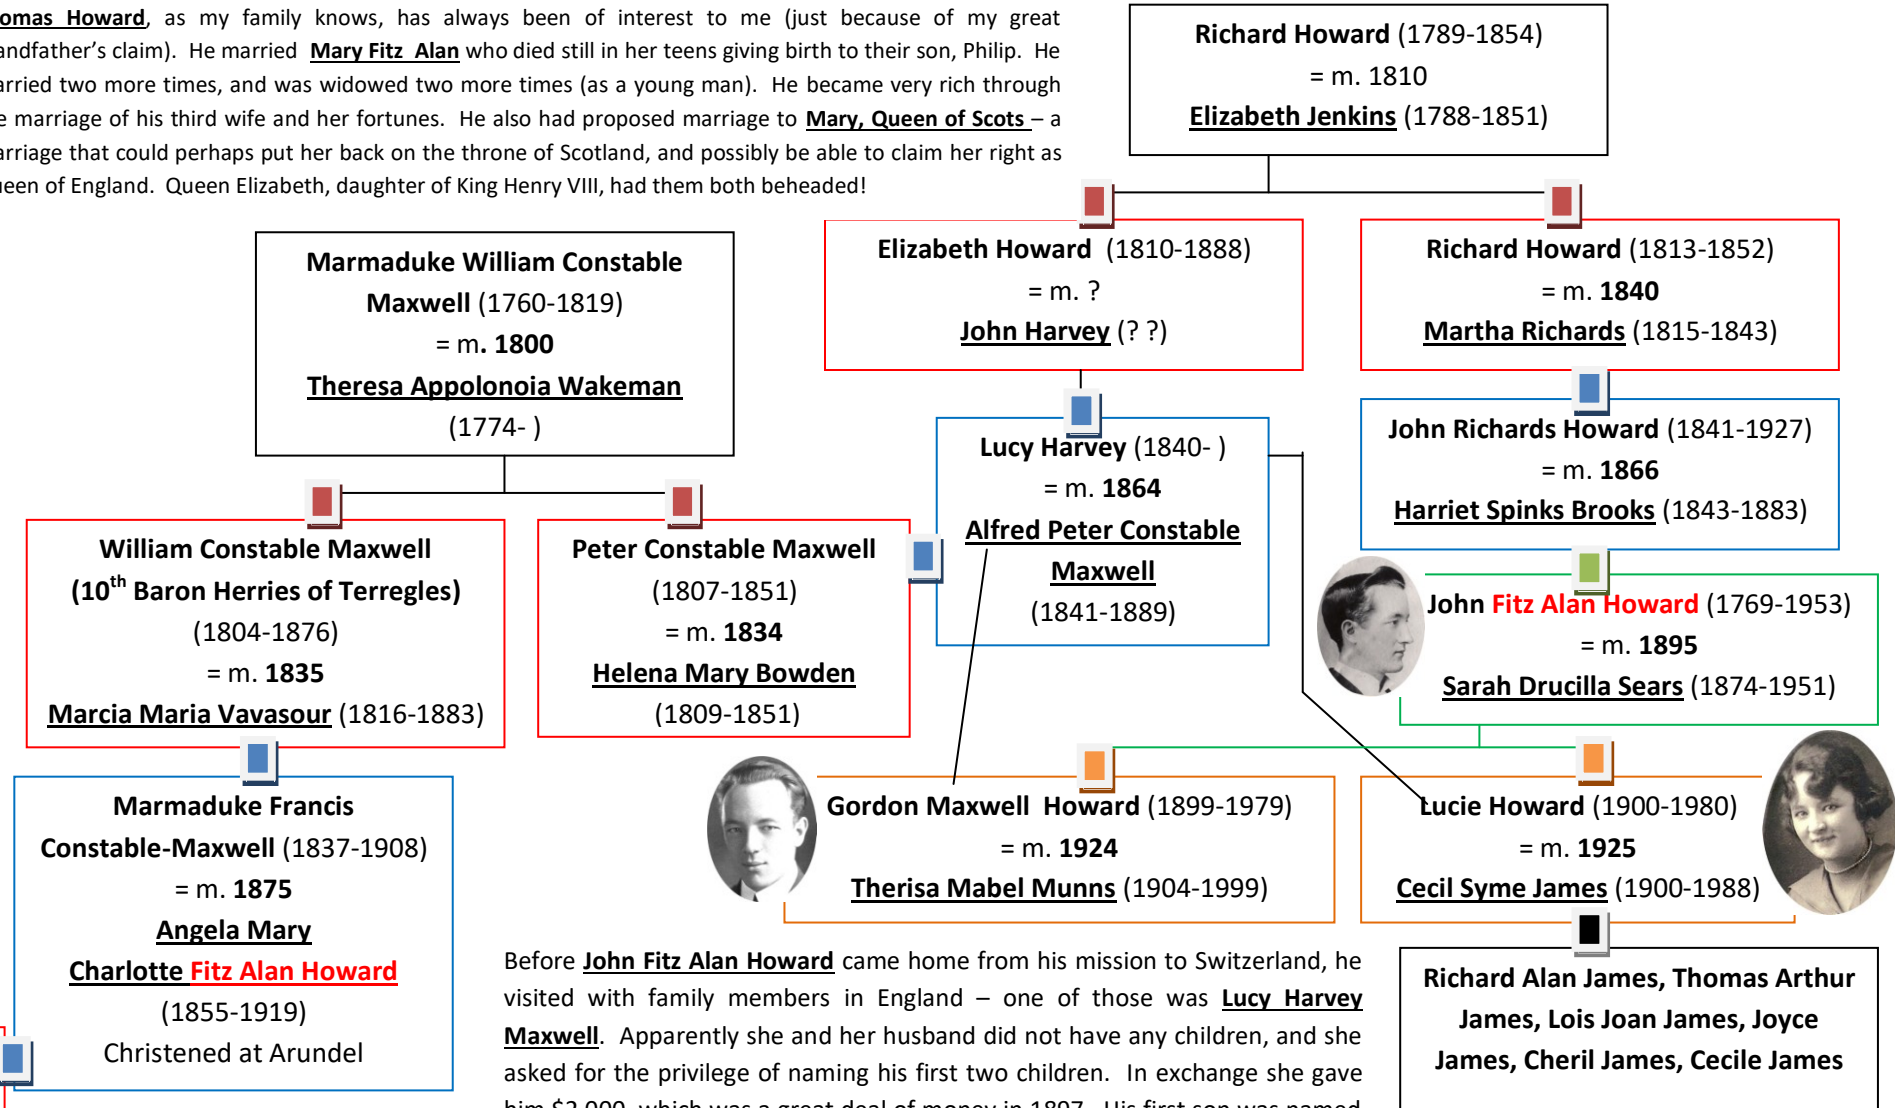 omas Howard, as my family knows, has always been of interest to me (just because of my great
andfather's claim). He married Mary Fitz Alan who died still in her teens giving birth to their son, Philip. He
arried two more times, and was widowed two more times (as a young man). He became very rich through
e marriage of his third wife and her fortunes. He also had proposed marriage to Mary, Queen of Scots – a
arriage that could perhaps put her back on the throne of Scotland, and possibly be able to claim her right as
ueen of England. Queen Elizabeth, daughter of King Henry VIII, had them both beheaded!
Richard Howard (1789-1854)
= m. 1810
Elizabeth Jenkins (1788-1851)
Marmaduke William Constable
Maxwell (1760-1819)
= m. 1800
Theresa Appolonoia Wakeman
(1774- )
Elizabeth Howard (1810-1888)
= m. ?
John Harvey (? ?)
Richard Howard (1813-1852)
= m. 1840
Martha Richards (1815-1843)
Lucy Harvey (1840- )
= m. 1864
Alfred Peter Constable
Maxwell
(1841-1889)
John Richards Howard (1841-1927)
= m. 1866
Harriet Spinks Brooks (1843-1883)
William Constable Maxwell
(10th Baron Herries of Terregles)
(1804-1876)
= m. 1835
Marcia Maria Vavasour (1816-1883)
Peter Constable Maxwell
(1807-1851)
= m. 1834
Helena Mary Bowden
(1809-1851)
John Fitz Alan Howard (1769-1953)
= m. 1895
Sarah Drucilla Sears (1874-1951)
Marmaduke Francis
Constable-Maxwell (1837-1908)
= m. 1875
Angela Mary
Charlotte Fitz Alan Howard
(1855-1919)
Christened at Arundel
Gordon Maxwell Howard (1899-1979)
= m. 1924
Therisa Mabel Munns (1904-1999)
Lucie Howard (1900-1980)
= m. 1925
Cecil Syme James (1900-1988)
Before John Fitz Alan Howard came home from his mission to Switzerland, he
visited with family members in England – one of those was Lucy Harvey
Maxwell. Apparently she and her husband did not have any children, and she
asked for the privilege of naming his first two children. In exchange she gave
him $2,000, which was a great deal of money in 1897. His first son was named
Richard Alan James, Thomas Arthur
James, Lois Joan James, Joyce
James, Cheril James, Cecile James